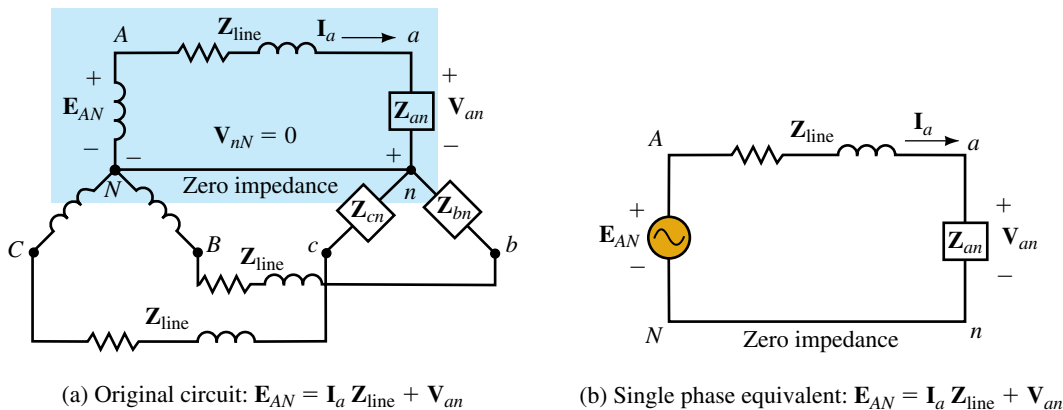 Z_line
A
I_a
a
+
+
E_AN
Z_an
V_an
V_nN = 0
−
−
+
−
N
Zero impedance
n
Z_cn
Z_bn
C
B
c
b
Z_line
Z_line
(a) Original circuit: E_AN = I_a Z_line + V_an
Z_line
I_a
A
a
+
+
E_AN
Z_an
V_an
−
−
N
Zero impedance
n
(b) Single phase equivalent: E_AN = I_a Z_line + V_an